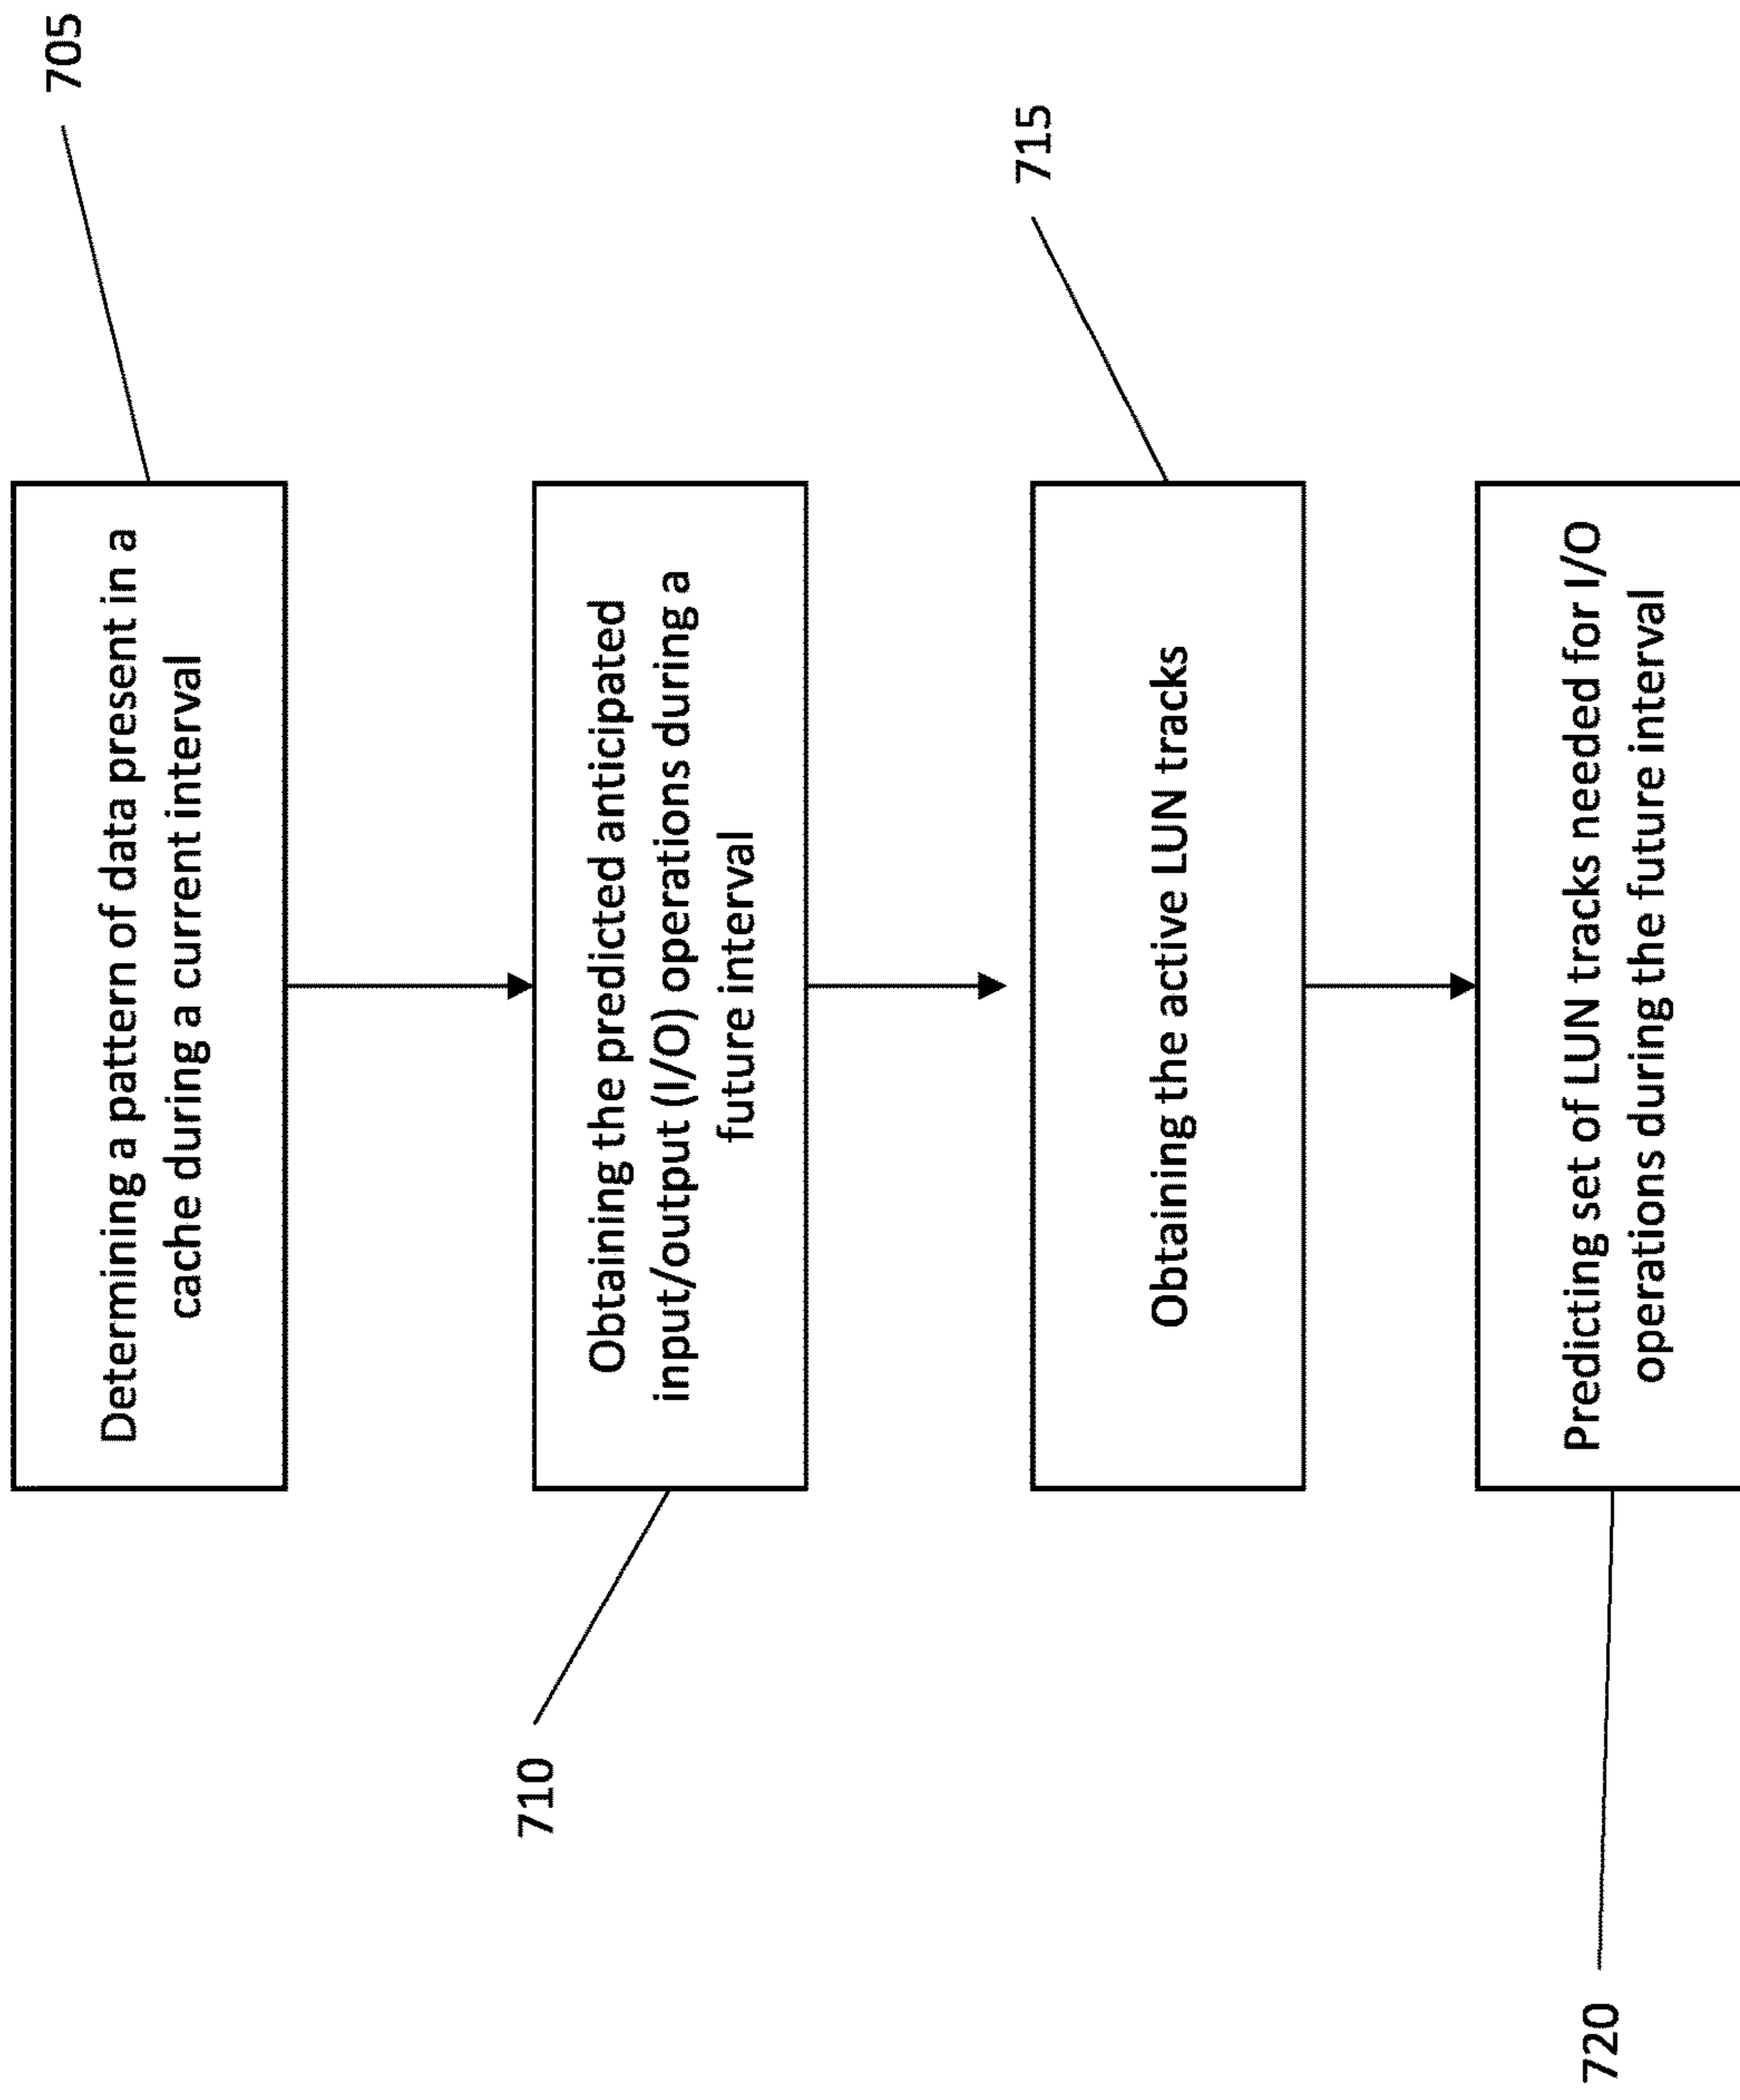 705
Determining a pattern of data present in a
cache during a current interval
710
Obtaining the predicted anticipated
input/output (I/O) operations during a
future interval
715
Obtaining the active LUN tracks
720
Predicting set of LUN tracks needed for I/O
operations during the future interval